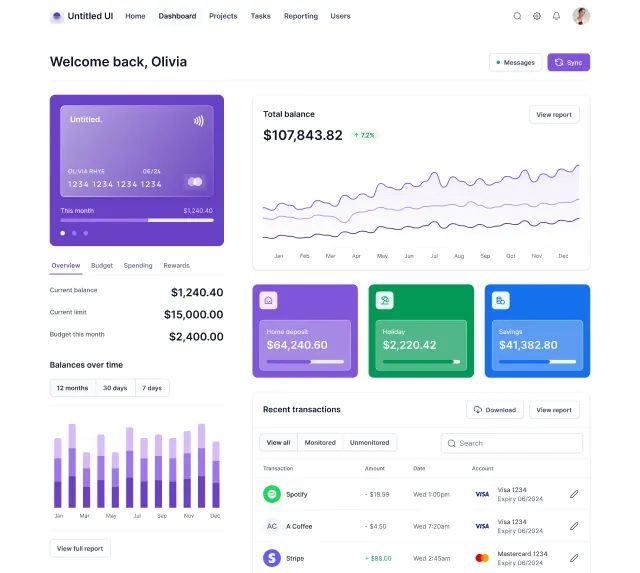 Untitled UI Home Dashboard Projects Tasks Reporting Users
Welcome back, Olivia
Messages Sync
Untitled.
OLIVIA RHYE 06/24
1234 1234 1234 1234
This month $1,240.40
Overview Budget Spending Rewards
Current balance $1,240.40
Current limit $15,000.00
Budget this month $2,400.00
Balances over time
12 months 30 days 7 days
Jan Mar Mar May Jul Sep Nov Dec
View full report
Total balance
View report
$107,843.82 7.2%
Jan Feb Mar Apr May Jun Jul Aug Sep Oct Nov Dec
Home deposit
$64,240.60
Holiday
$2,220.42
Savings
$41,382.80
Recent transactions
Download View report
View all Monitored Unmonitored
Search
Transaction Amount Date Account
Spotify - $18.99 Wed 1:00pm VISA Visa 1234
Expiry 06/2024
AC A Coffee - $4.50 Wed 7:20am VISA Visa 1234
Expiry 06/2024
S Stripe + $88.00 Wed 2:45am Mastercard 1234
Expiry 06/2024